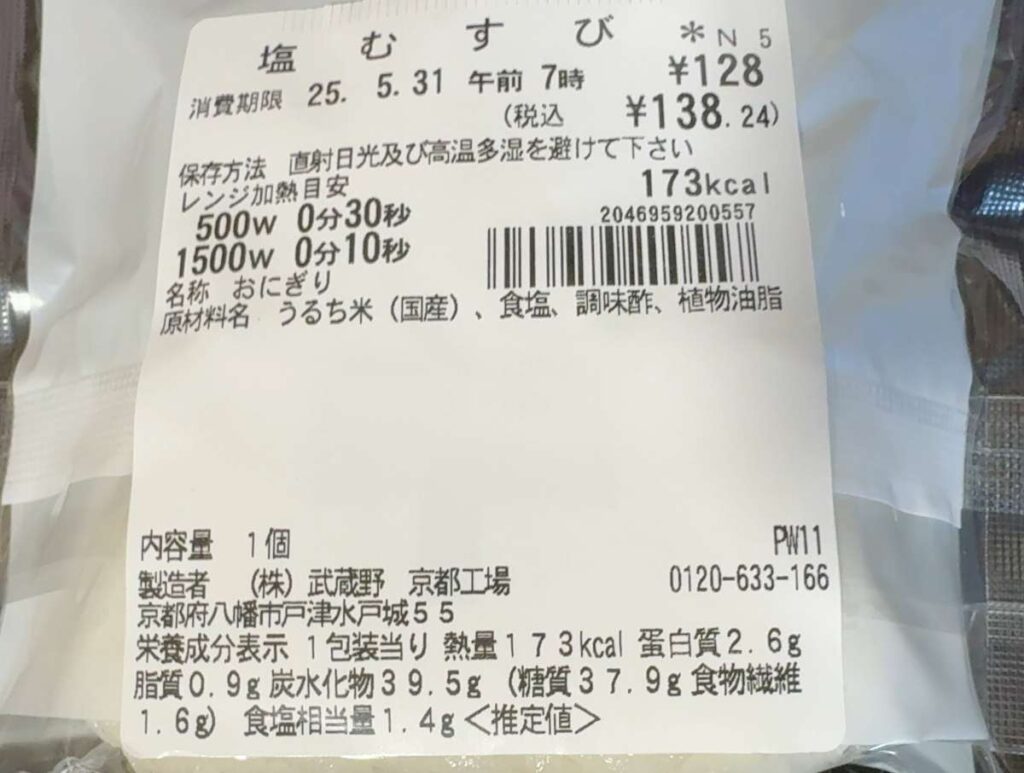 塩むすび *N 5
消費期限 25. 5.31 午前 7時 ¥128
(税込 ¥138.24)
保存方法 直射日光及び高温多湿を避けて下さい
レンジ加熱目安 173kcal
500W 0分30秒 2046959200557
1500W 0分10秒
名称 おにぎり
原材料名 うるち米(国産)、食塩、調味酢、植物油脂
内容量 1個 PW11
製造者 (株)武蔵野 京都工場 0120-633-166
京都府八幡市戸津水戸城55
栄養成分表示 1包装当り 熱量173kcal 蛋白質2.6g
脂質0.9g 炭水化物39.5g (糖質37.9g 食物繊維
1.6g) 食塩相当量1.4g<推定値>